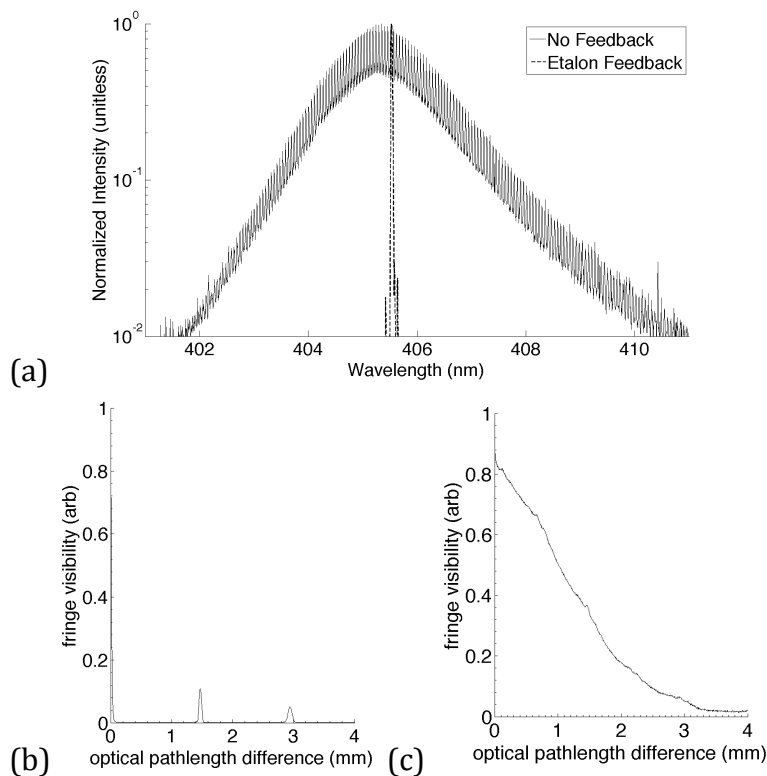 10^0
No Feedback
Etalon Feedback
Normalized Intensity (unitless)
10^-1
10^-2
402
404
406
408
410
Wavelength (nm)
(a)
1
0.8
0.6
0.4
0.2
0
fringe visibility (arb)
0
1
2
3
4
optical pathlength difference (mm)
(b)
1
0.8
0.6
0.4
0.2
0
fringe visibility (arb)
0
1
2
3
4
optical pathlength difference (mm)
(c)